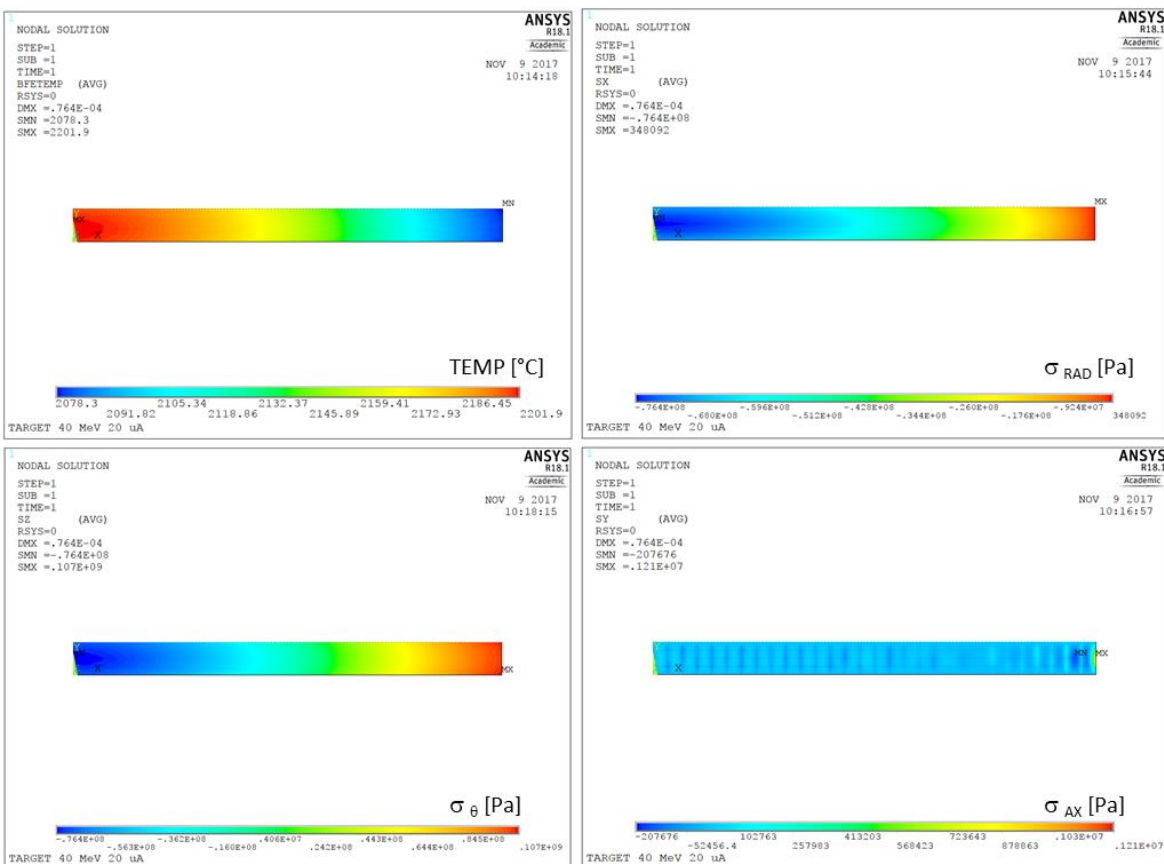 1
NODAL SOLUTION
STEP=1
SUB =1
TIME=1
BFETEMP (AVG)
RSYS=0
DMX =.764E-04
SMN =2078.3
SMX =2201.9
ANSYS
R18.1
Academic
NOV 9 2017
10:14:18
MN
Y
MX
X
TEMP [°C]
2078.3 2105.34 2132.37 2159.41 2186.45
2091.82 2118.86 2145.89 2172.93 2201.9
TARGET 40 MeV 20 uA
1
NODAL SOLUTION
STEP=1
SUB =1
TIME=1
SX (AVG)
RSYS=0
DMX =.764E-04
SMN =-.764E+08
SMX =348092
ANSYS
R18.1
Academic
NOV 9 2017
10:15:44
MX
Y
X
σ RAD [Pa]
-.764E+08 -.596E+08 -.428E+08 -.260E+08 -.924E+07
-.680E+08 -.512E+08 -.344E+08 -.176E+08 348092
TARGET 40 MeV 20 uA
1
NODAL SOLUTION
STEP=1
SUB =1
TIME=1
SZ (AVG)
RSYS=0
DMX =.764E-04
SMN =-.764E+08
SMX =.107E+09
ANSYS
R18.1
Academic
NOV 9 2017
10:18:15
Y
X
MX
σ θ [Pa]
-.764E+08 -.362E+08 .406E+07 .443E+08 .845E+08
-.563E+08 -.160E+08 .242E+08 .644E+08 .107E+09
TARGET 40 MeV 20 uA
1
NODAL SOLUTION
STEP=1
SUB =1
TIME=1
SY (AVG)
RSYS=0
DMX =.764E-04
SMN =-207676
SMX =.121E+07
ANSYS
R18.1
Academic
NOV 9 2017
10:16:57
Y
X
MN MX
σ AX [Pa]
-207676 102763 413203 723643 .103E+07
-52456.4 257983 568423 878863 .121E+07
TARGET 40 MeV 20 uA